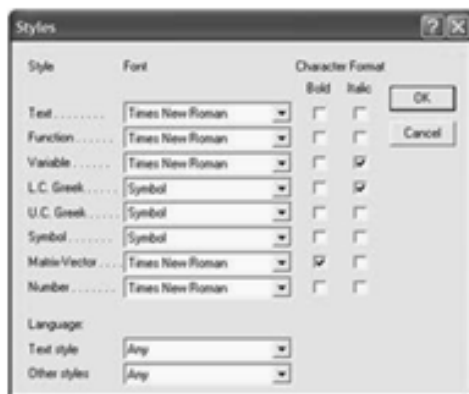 Styles
Style Font Character Format
Bold Italic
OK
Text........ Times New Roman
Function..... Times New Roman
Cancel
Variable..... Times New Roman
L.C. Greek..... Symbol
U.C. Greek..... Symbol
Symbol....... Symbol
Matrix-Vector.... Times New Roman
Number....... Times New Roman
Language:
Text style Any
Other styles Any